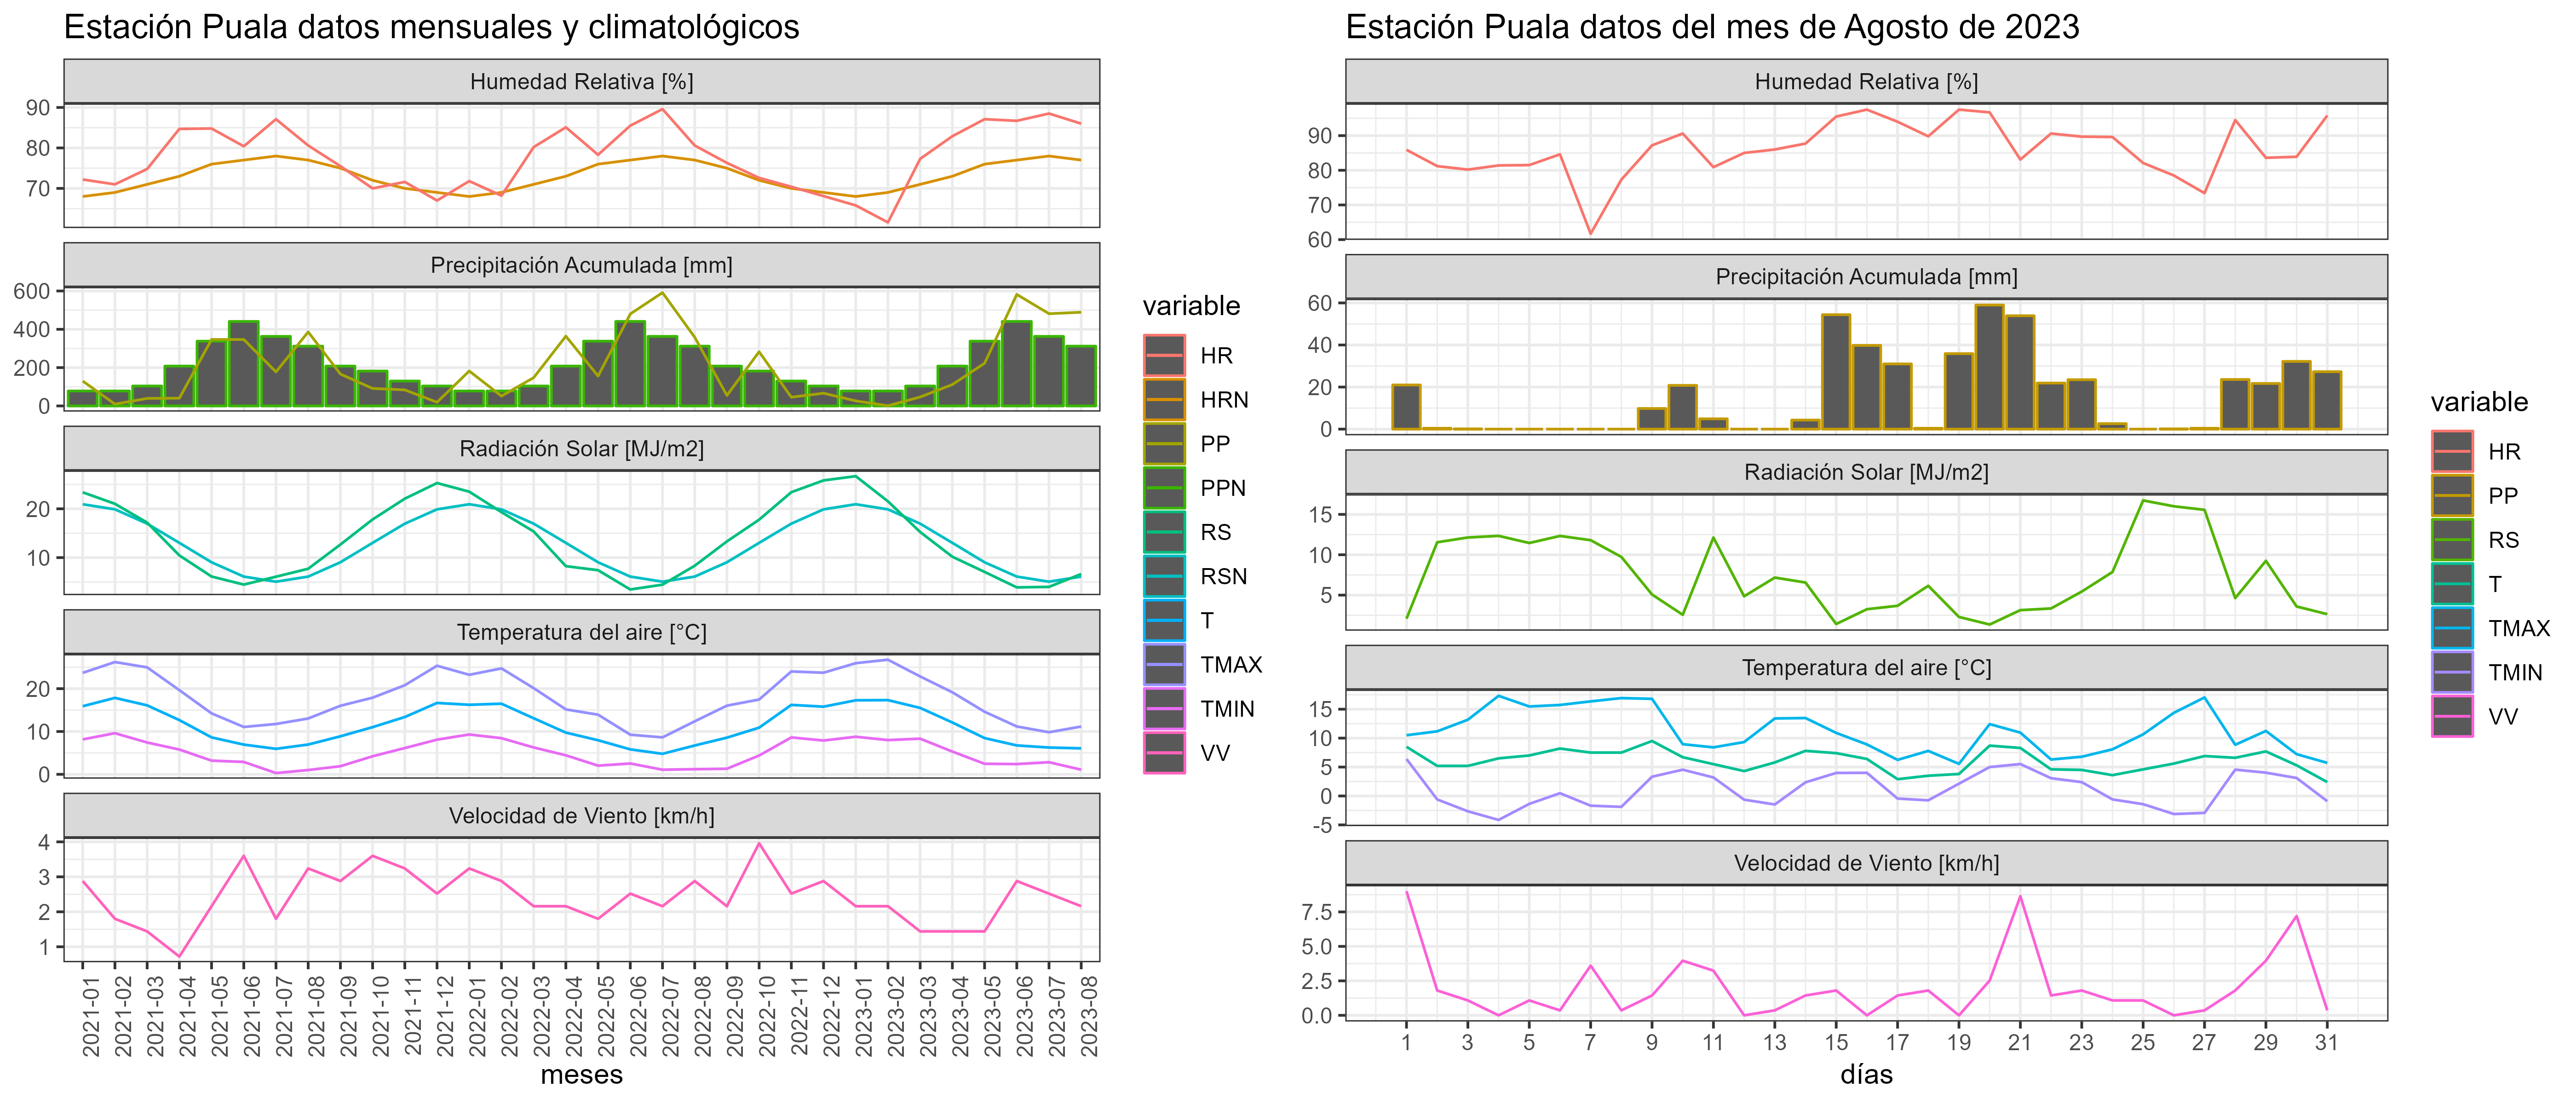 Estación Puala datos mensuales y climatológicos
Humedad Relativa [%]
90
80
70
Precipitación Acumulada [mm]
600
400
200
0
Radiación Solar [MJ/m2]
20
10
Temperatura del aire [°C]
20
10
0
Velocidad de Viento [km/h]
4
3
2
1
2021-01
2021-02
2021-03
2021-04
2021-05
2021-06
2021-07
2021-08
2021-09
2021-10
2021-11
2021-12
2022-01
2022-02
2022-03
2022-04
2022-05
2022-06
2022-07
2022-08
2022-09
2022-10
2022-11
2022-12
2023-01
2023-02
2023-03
2023-04
2023-05
2023-06
2023-07
2023-08
meses
variable
HR
HRN
PP
PPN
RS
RSN
T
TMAX
TMIN
VV
Estación Puala datos del mes de Agosto de 2023
Humedad Relativa [%]
90
80
70
60
Precipitación Acumulada [mm]
60
40
20
0
Radiación Solar [MJ/m2]
15
10
5
Temperatura del aire [°C]
15
10
5
0
-5
Velocidad de Viento [km/h]
7.5
5.0
2.5
0.0
1 3 5 7 9 11 13 15 17 19 21 23 25 27 29 31
días
variable
HR
PP
RS
T
TMAX
TMIN
VV